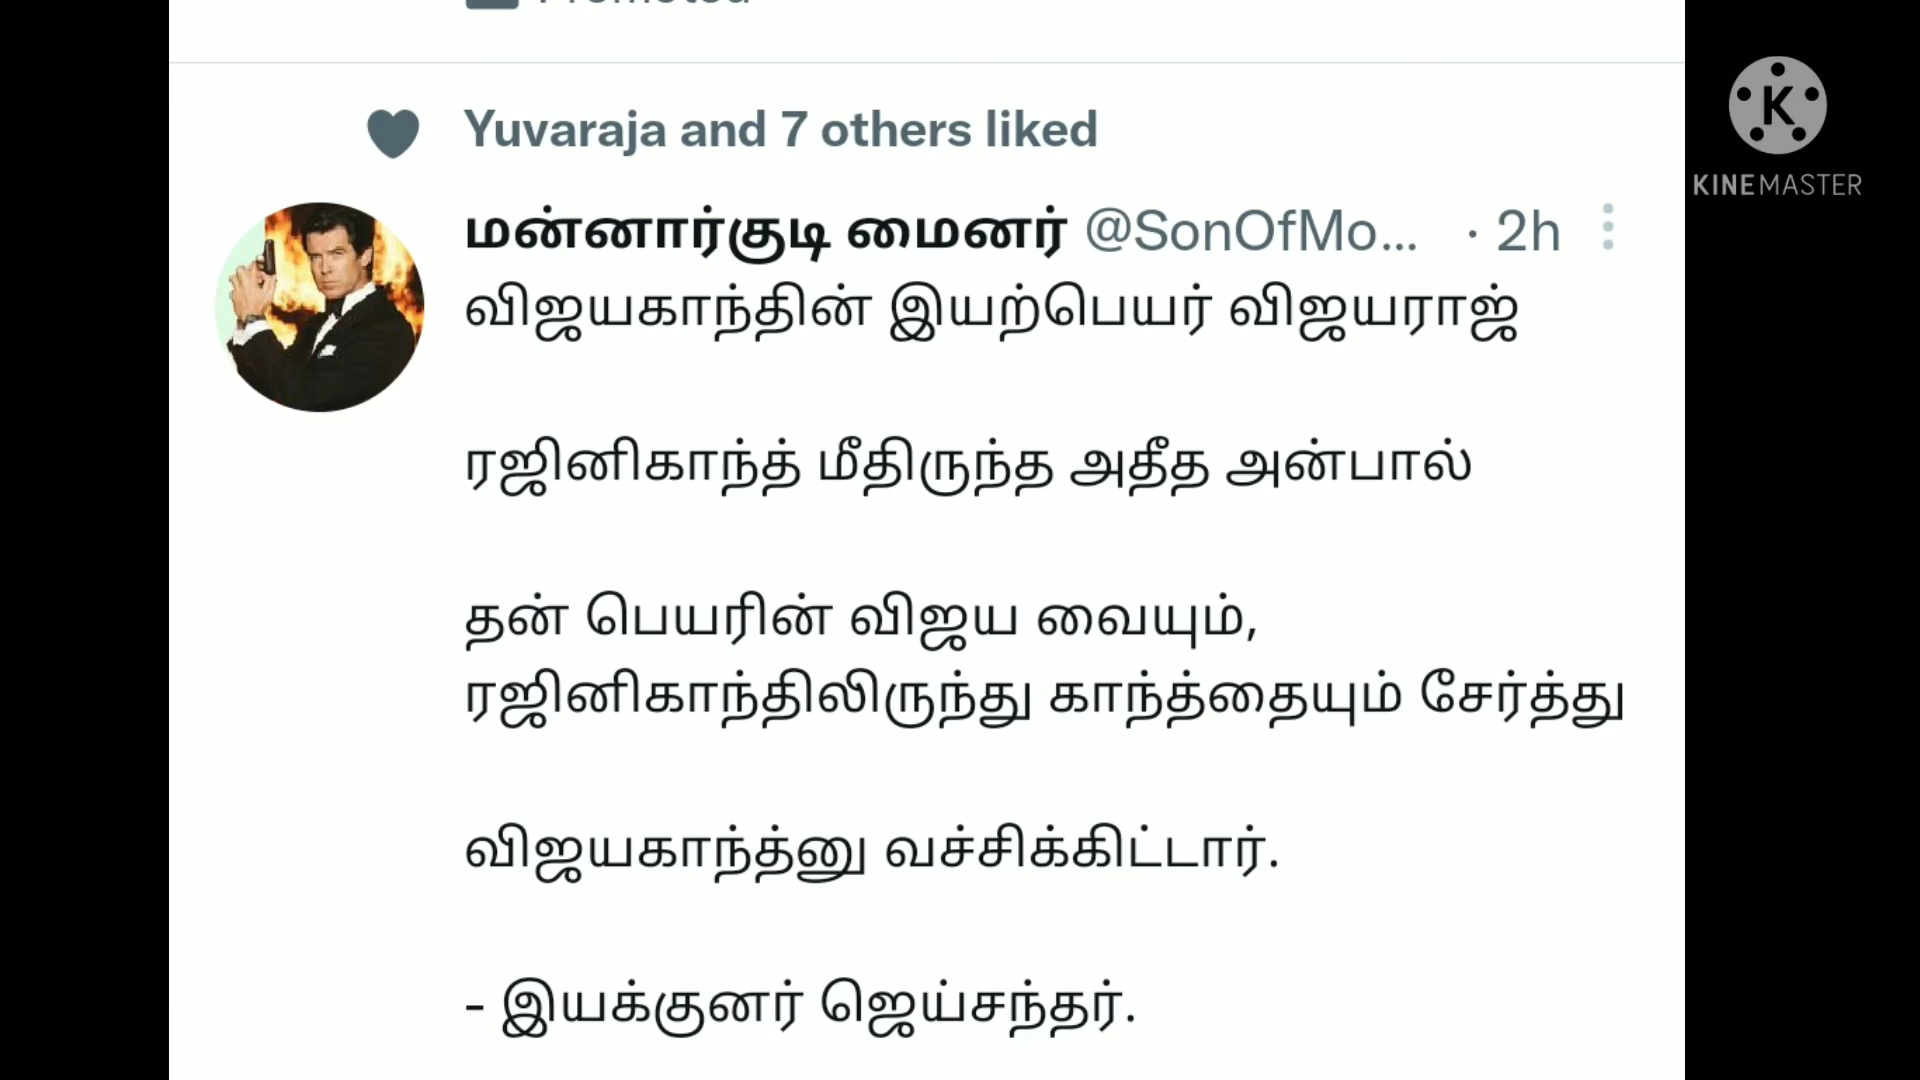 Promoted
Yuvaraja and 7 others liked
மன்னார்குடி மைனர் @SonOfMo... · 2h
விஜயகாந்தின் இயற்பெயர் விஜயராஜ்
ரஜினிகாந்த் மீதிருந்த அதீத அன்பால்
தன் பெயரின் விஜய வையும்,
ரஜினிகாந்திலிருந்து காந்த்தையும் சேர்த்து
விஜயகாந்த்னு வச்சிக்கிட்டார்.
- இயக்குனர் ஜெய்சந்தர்.
K
KINEMASTER